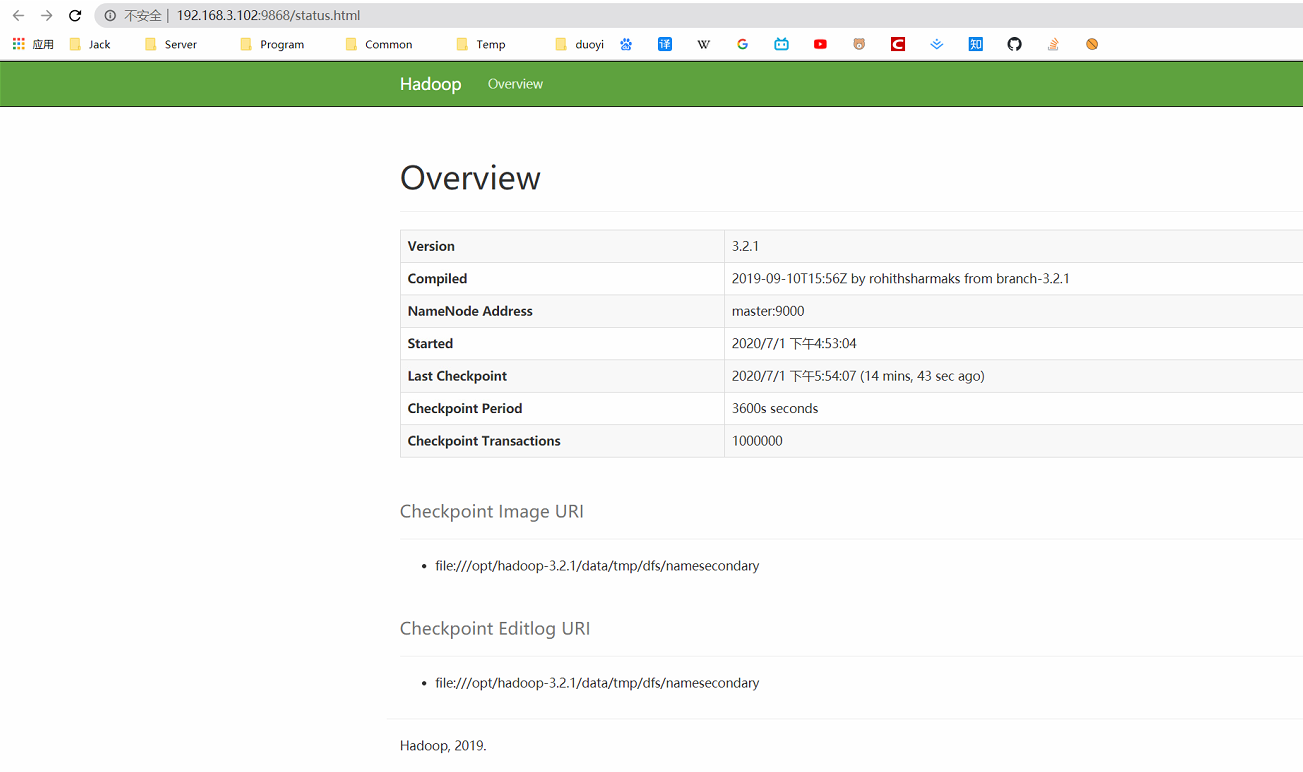 不安全 | 192.168.3.102:9868/status.html
应用 Jack Server Program Common Temp duoyi 译 W G C 知
Hadoop Overview
Overview
Version 3.2.1
Compiled 2019-09-10T15:56Z by rohithsharmaks from branch-3.2.1
NameNode Address master:9000
Started 2020/7/1 下午4:53:04
Last Checkpoint 2020/7/1 下午5:54:07 (14 mins, 43 sec ago)
Checkpoint Period 3600s seconds
Checkpoint Transactions 1000000
Checkpoint Image URI
• file:///opt/hadoop-3.2.1/data/tmp/dfs/namesecondary
Checkpoint Editlog URI
• file:///opt/hadoop-3.2.1/data/tmp/dfs/namesecondary
Hadoop, 2019.